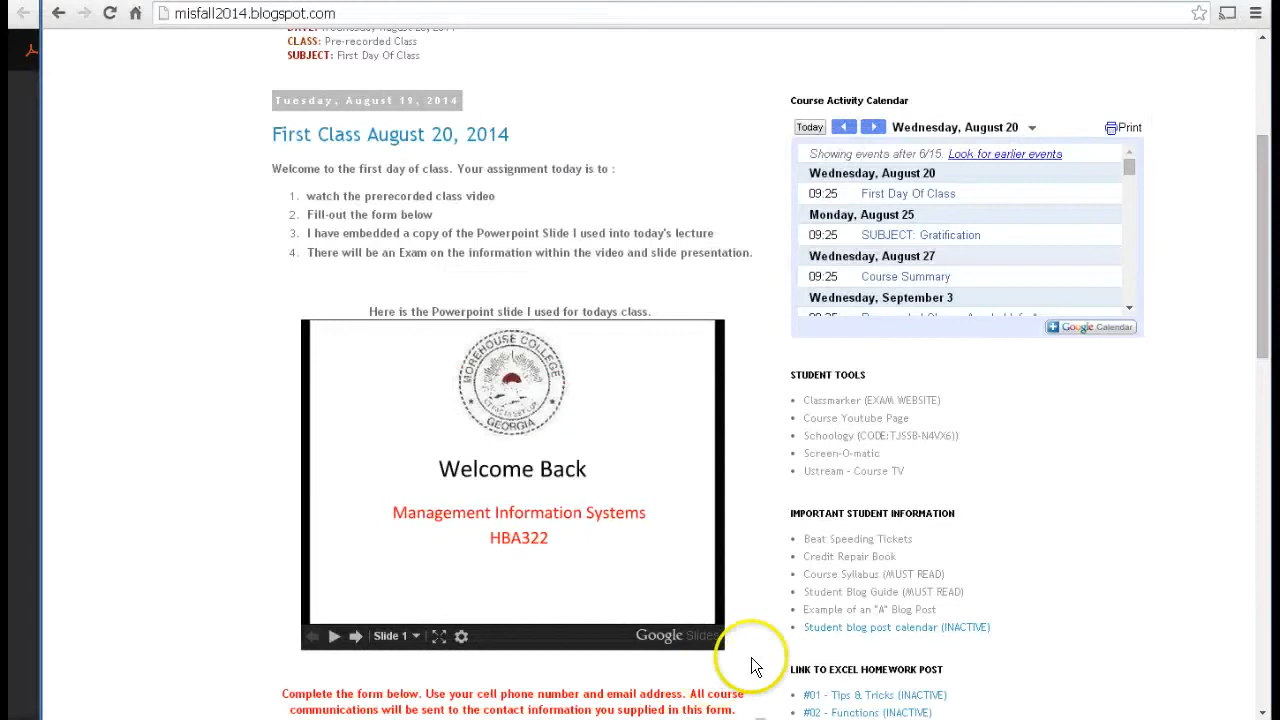 misfall2014.blogspot.com
CLASS: Pre-recorded Class
SUBJECT: First Day Of Class
Tuesday, August 19, 2014
First Class August 20, 2014
Welcome to the first day of class. Your assignment today is to :
1. watch the prerecorded class video
2. Fill-out the form below
3. I have embedded a copy of the Powerpoint Slide I used into today's lecture
4. There will be an Exam on the information within the video and slide presentation.
Here is the Powerpoint slide I used for todays class.
MOREHOUSE COLLEGE
GEORGIA
Welcome Back
Management Information Systems
HBA322
Slide 1
Google Slides
Complete the form below. Use your cell phone number and email address. All course
communications will be sent to the contact information you supplied in this form.
Course Activity Calendar
Today Wednesday, August 20 Print
Showing events after 6/15. Look for earlier events
Wednesday, August 20
09:25 First Day Of Class
Monday, August 25
09:25 SUBJECT: Gratification
Wednesday, August 27
09:25 Course Summary
Wednesday, September 3
Google Calendar
STUDENT TOOLS
Classmarker (EXAM WEBSITE)
Course Youtube Page
Schoology (CODE:TJSSB-N4VX6))
Screen-O-matic
Ustream - Course TV
IMPORTANT STUDENT INFORMATION
Beat Speeding Tickets
Credit Repair Book
Course Syllabus (MUST READ)
Student Blog Guide (MUST READ)
Example of an "A" Blog Post
Student blog post calendar (INACTIVE)
LINK TO EXCEL HOMEWORK POST
#01 - Tips & Tricks (INACTIVE)
#02 - Functions (INACTIVE)